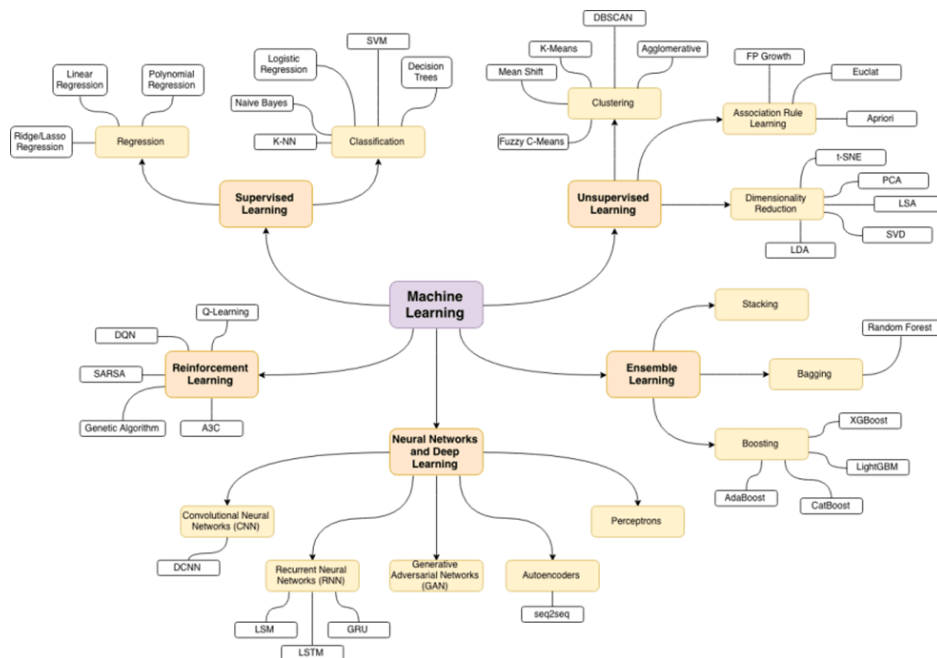 DBSCAN
SVM
K-Means
Agglomerative
FP Growth
Logistic
Regression
Linear
Regression
Polynomial
Regression
Decision
Trees
Mean Shift
Euclat
Naive Bayes
Clustering
Ridge/Lasso
Regression
Regression
K-NN
Classification
Fuzzy C-Means
Association Rule
Learning
Apriori
t-SNE
PCA
Supervised
Learning
Unsupervised
Learning
Dimensionality
Reduction
LSA
SVD
LDA
Machine
Learning
Stacking
Q-Learning
DQN
Random Forest
SARSA
Reinforcement
Learning
Ensemble
Learning
Bagging
Genetic Algorithm
A3C
XGBoost
Neural Networks
and Deep
Learning
Boosting
LightGBM
AdaBoost
CatBoost
Convolutional Neural
Networks (CNN)
Perceptrons
DCNN
Recurrent Neural
Networks (RNN)
Generative
Adversarial Networks
(GAN)
Autoencoders
seq2seq
LSM
GRU
LSTM